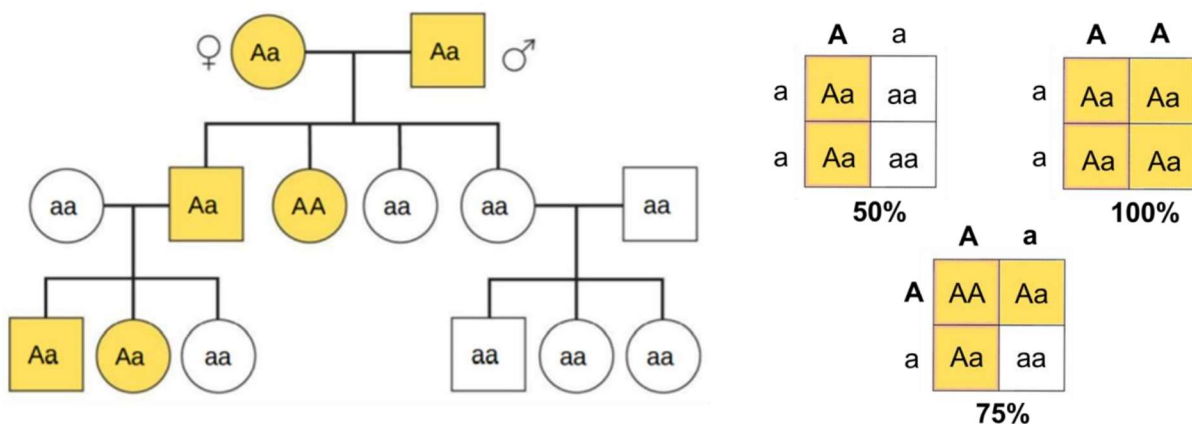 ♀ Aa Aa ♂
aa Aa AA aa aa aa
Aa Aa aa aa aa aa
A a
a Aa aa
a Aa aa
50%
A A
a Aa Aa
a Aa Aa
100%
A a
A AA Aa
a Aa aa
75%